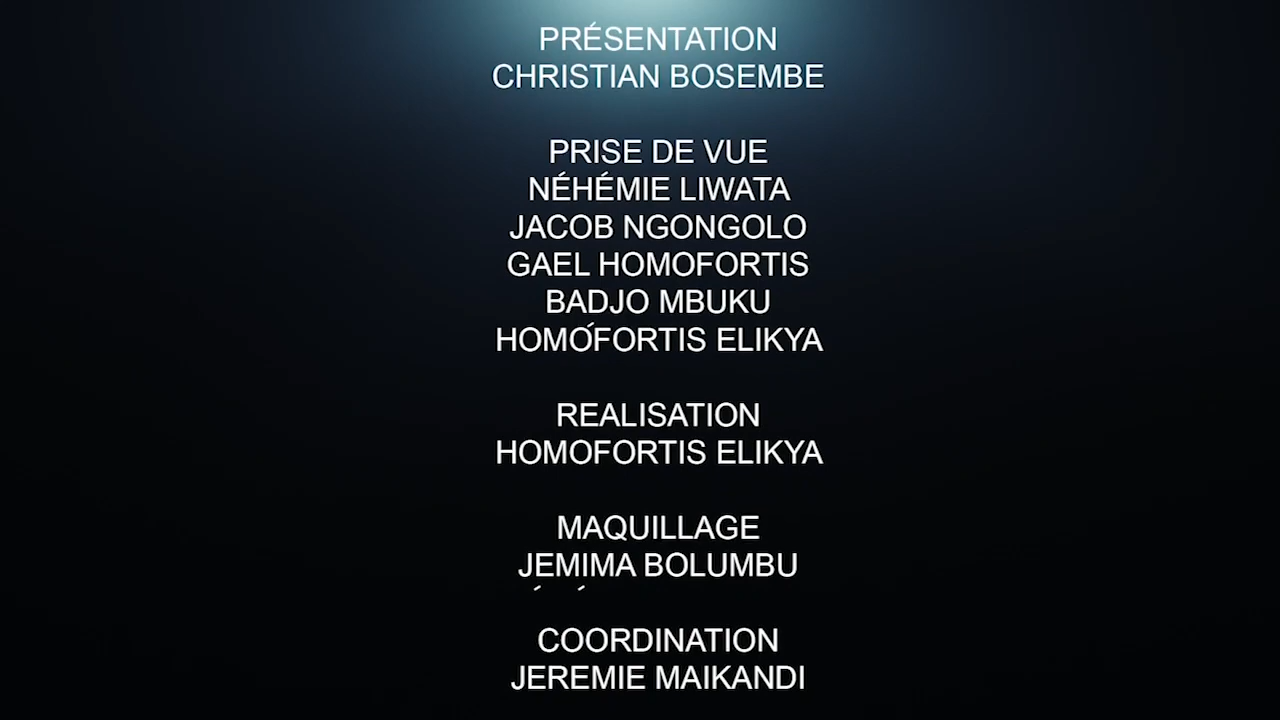 PRÉSENTATION
CHRISTIAN BOSEMBE
PRISE DE VUE
NÉHÉMIE LIWATA
JACOB NGONGOLO
GAEL HOMOFORTIS
BADJO MBUKU
HOMOFORTIS ELIKYA
REALISATION
HOMOFORTIS ELIKYA
MAQUILLAGE
JEMIMA BOLUMBU
COORDINATION
JEREMIE MAIKANDI